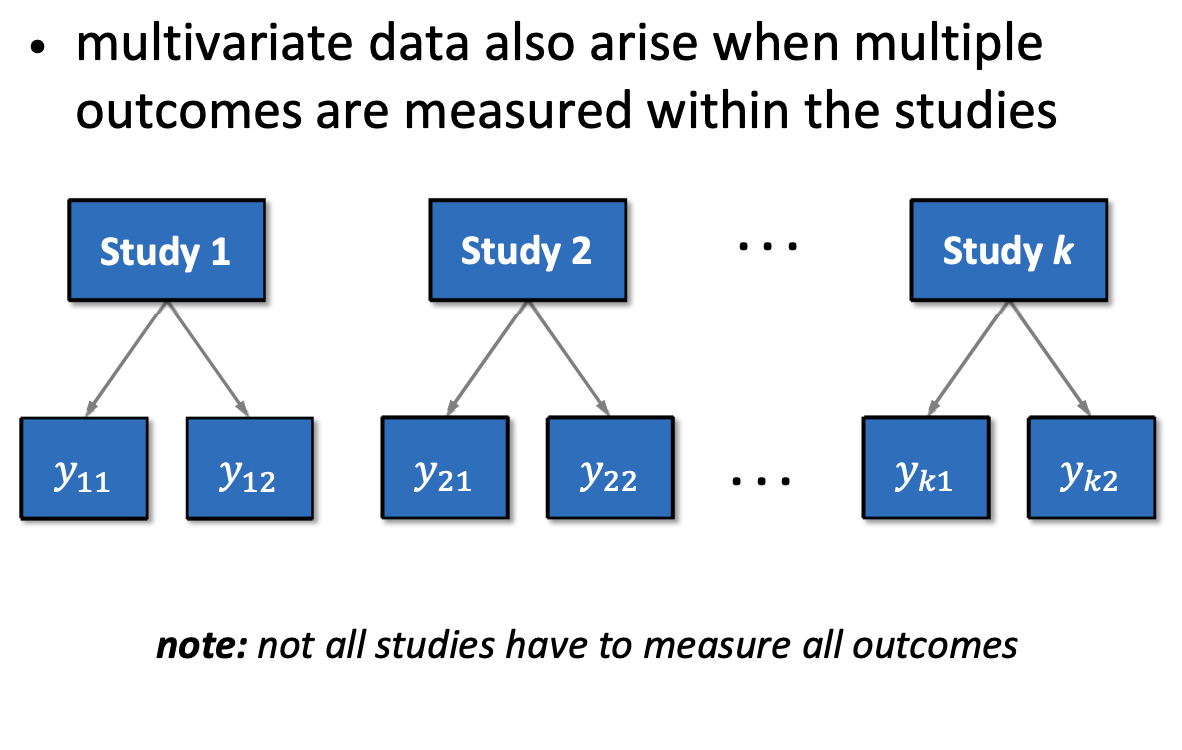 • multivariate data also arise when multiple
outcomes are measured within the studies
Study 1
Study 2
...
Study k
y11
y12
y21
y22
...
yk1
yk2
note: not all studies have to measure all outcomes